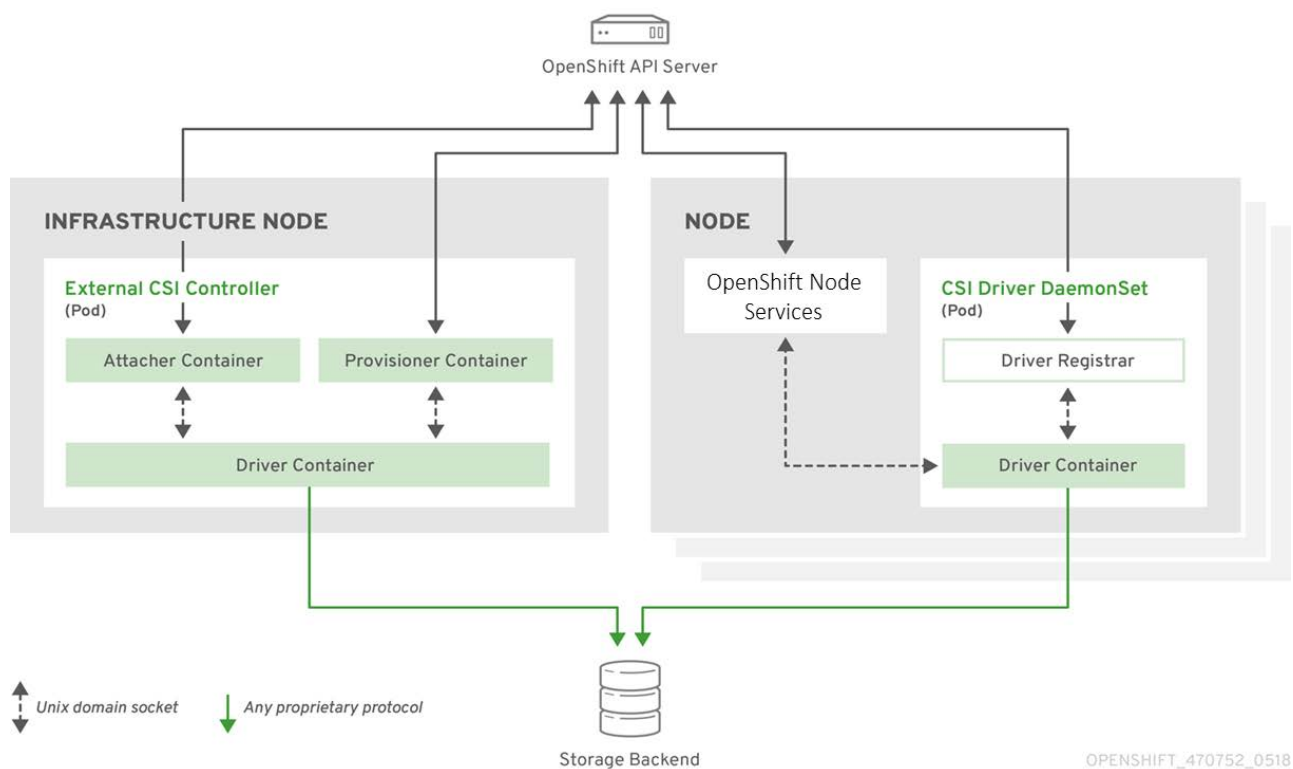 OpenShift API Server
INFRASTRUCTURE NODE
External CSI Controller
(Pod)
Attacher Container
Provisioner Container
Driver Container
NODE
OpenShift Node
Services
CSI Driver DaemonSet
(Pod)
Driver Registrar
Driver Container
Unix domain socket
Any proprietary protocol
Storage Backend
OPENSHIFT_470752_0518